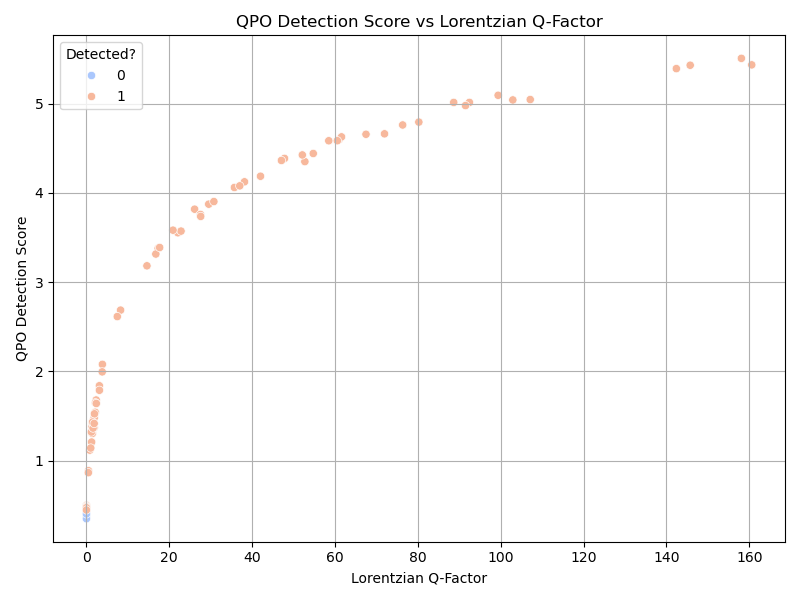 QPO Detection Score vs Lorentzian Q-Factor
Detected?
0
1
QPO Detection Score
5
4
3
2
1
0 20 40 60 80 100 120 140 160
Lorentzian Q-Factor